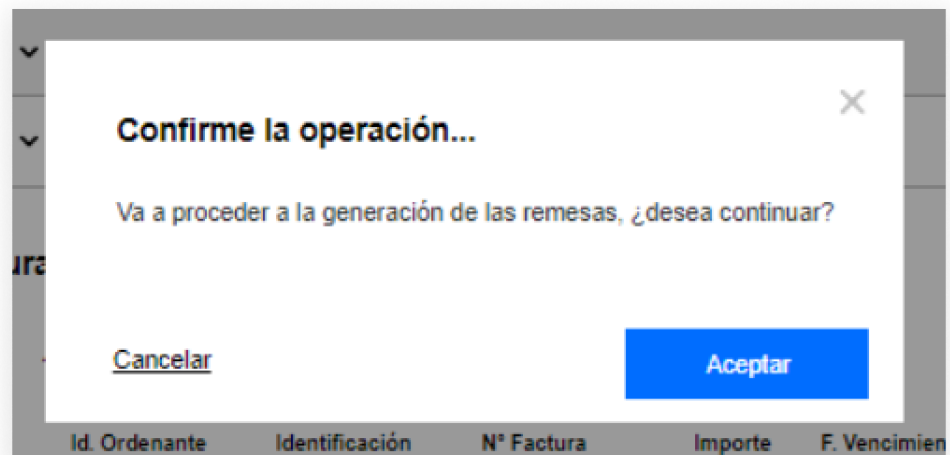 Confirme la operación...
Va a proceder a la generación de las remesas, ¿desea continuar?
Cancelar
Aceptar
Id. Ordenante Identificación Nº Factura Importe F. Vencimien